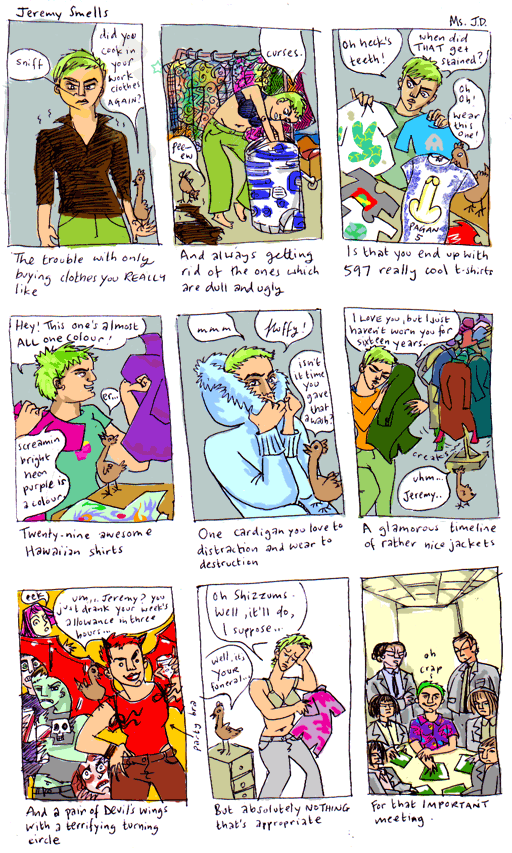 Jeremy Smells
Ms. J.D.
Sniff
did you
cook in
your
work
clothes
AGAIN?
The trouble with only
buying clothes you REALLY
like
curses.
pee-
ew
And always getting
rid of the ones which
are dull and ugly
Oh heck's
teeth!
when did
THAT get
stained?!
Oh
Oh!
wear
this
one!
PAGAN
5
Is that you end up with
597 really cool t-shirts
Hey! This one's almost
ALL one colour!
er...
screamin
bright
neon
purple is
a colour.
Twenty-nine awesome
Hawaiian shirts
mmm
fluffy!
isn't
it time
you
gave
that
a wash?
One cardigan you love to
distraction and wear to
destruction
I LOVE you, but I just
haven't worn you for
sixteen years.
creak
uhm...
Jeremy..
A glamorous timeline
of rather nice jackets
eek
um,.. Jeremy? you
just drank your week's
allowance in three
hours...
And a pair of Devil's wings
with a terrifying turning
circle
party bra
Oh Shizzums.
Well, it'll do,
I suppose...
well, it's
your
funeral...
But absolutely NOTHING
that's appropriate
oh
crap
For that IMPORTANT
meeting.